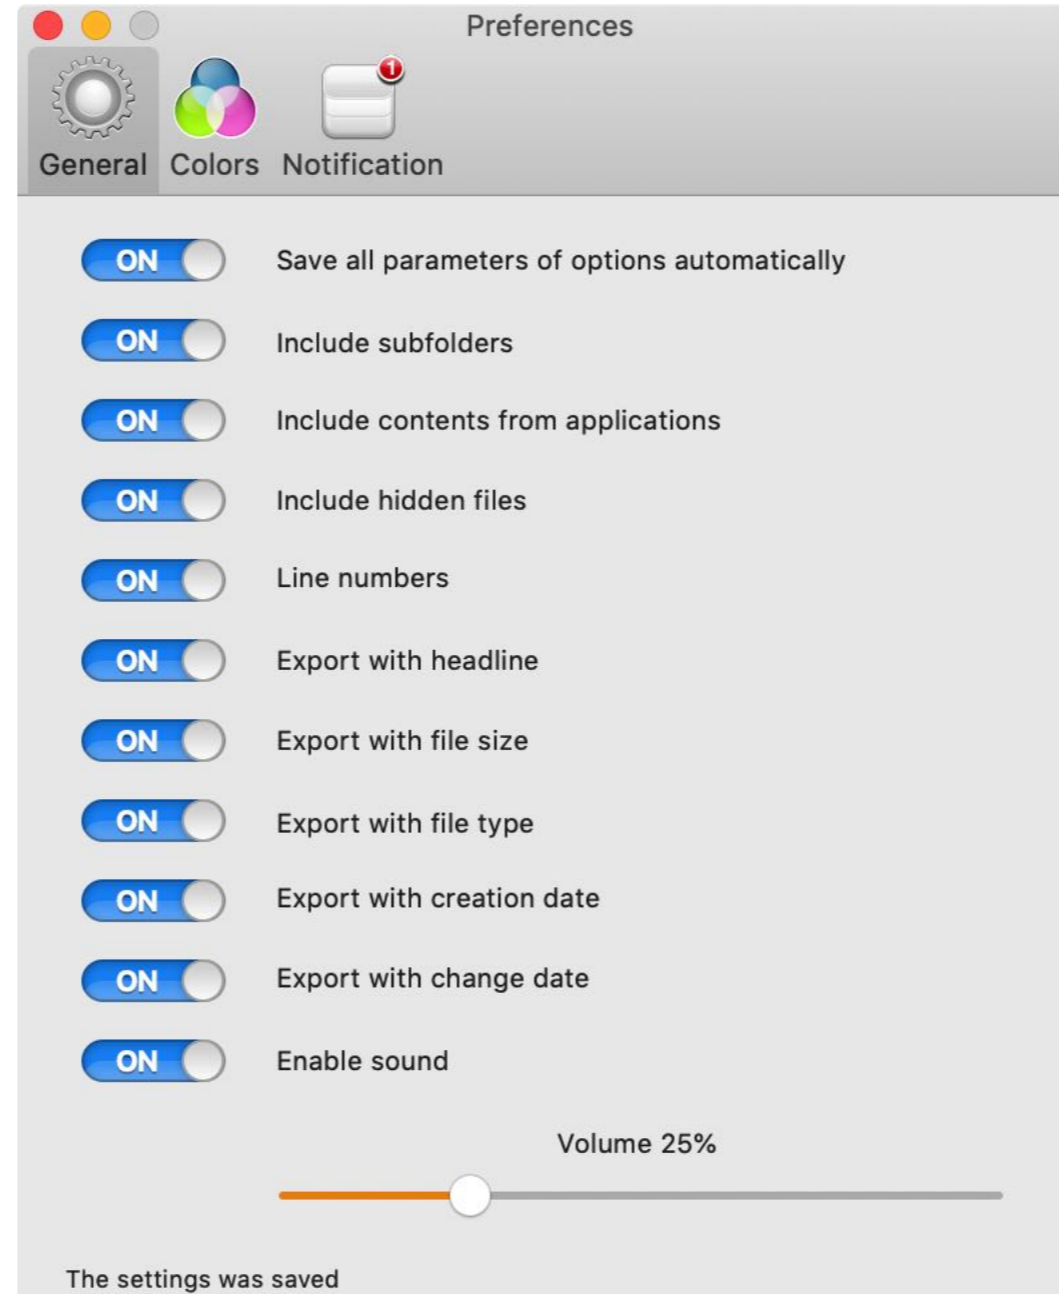 Preferences
1
General Colors Notification
ON Save all parameters of options automatically
ON Include subfolders
ON Include contents from applications
ON Include hidden files
ON Line numbers
ON Export with headline
ON Export with file size
ON Export with file type
ON Export with creation date
ON Export with change date
ON Enable sound
Volume 25%
The settings was saved